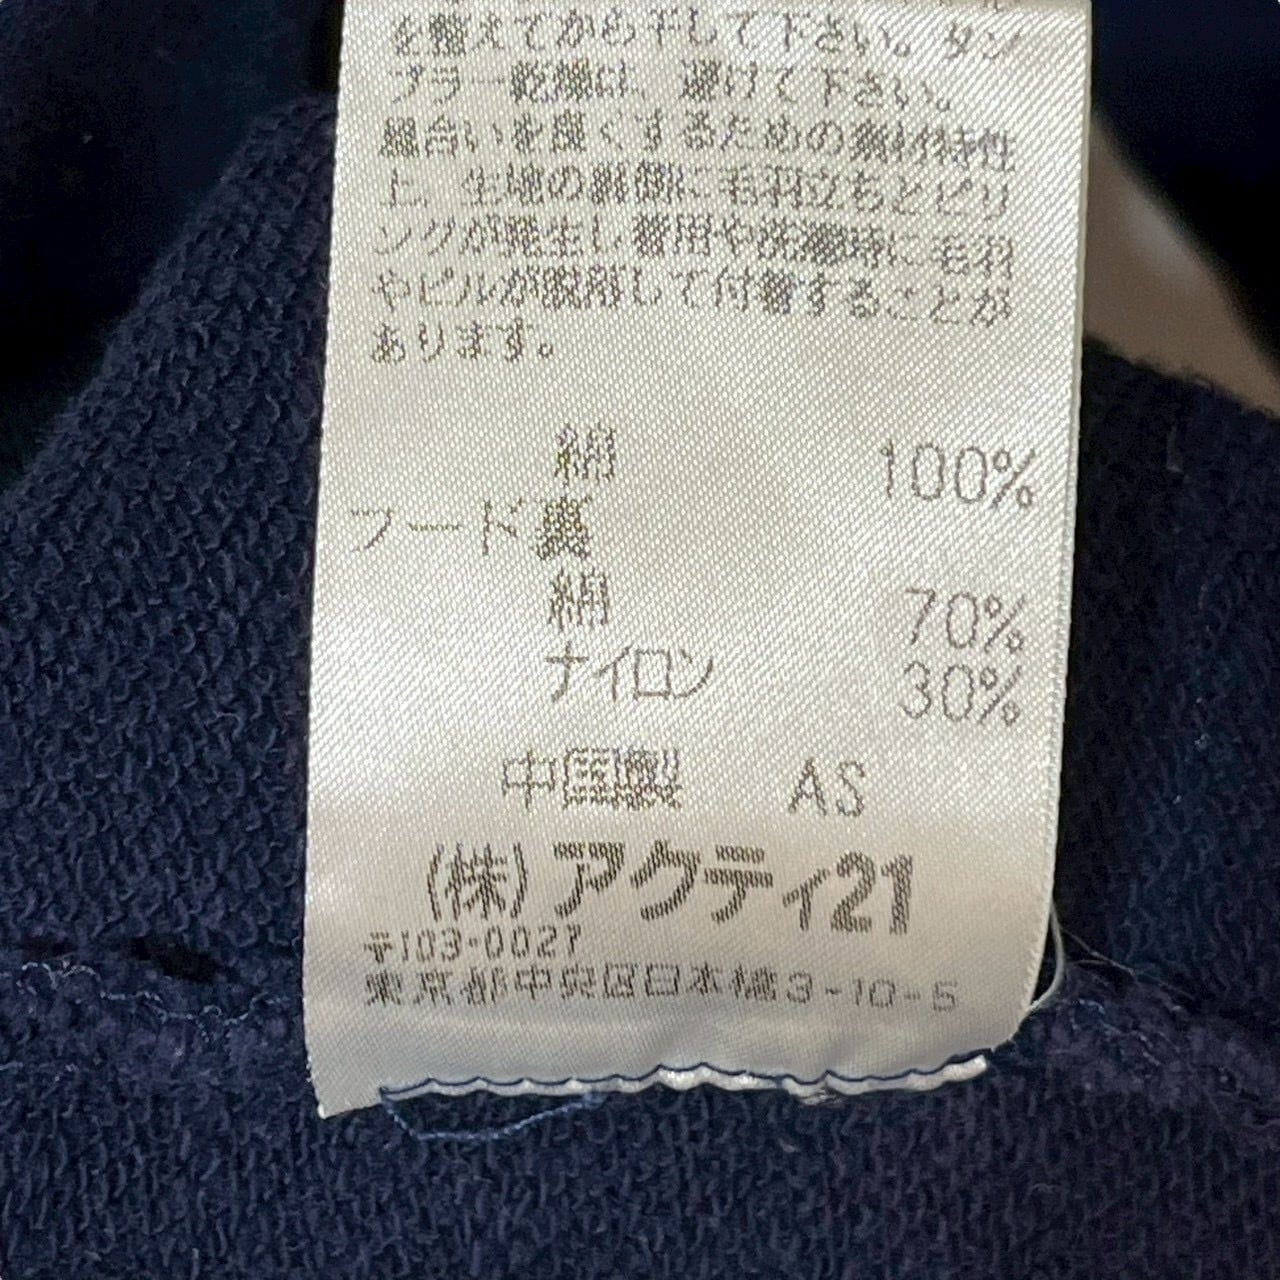 を整えてから干して下さい。タン
ブラー乾燥は、避けて下さい。
風合いを良くするための素材特性
上、生地の裏側に毛羽立ちとピリ
ングが発生し着用や洗濯時に毛羽
やピルが脱落して付着することが
あります。
綿 100%
フード裏
綿 70%
ナイロン 30%
中国製 AS
(株)アクティ21
〒103-0027
東京都中央区日本橋3-10-5